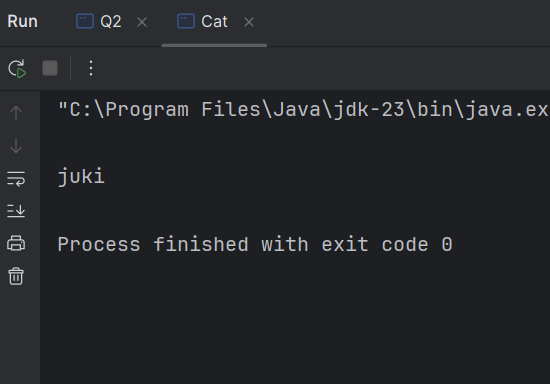 Run Q2 Cat
"C:\Program Files\Java\jdk-23\bin\java.ex
juki
Process finished with exit code 0